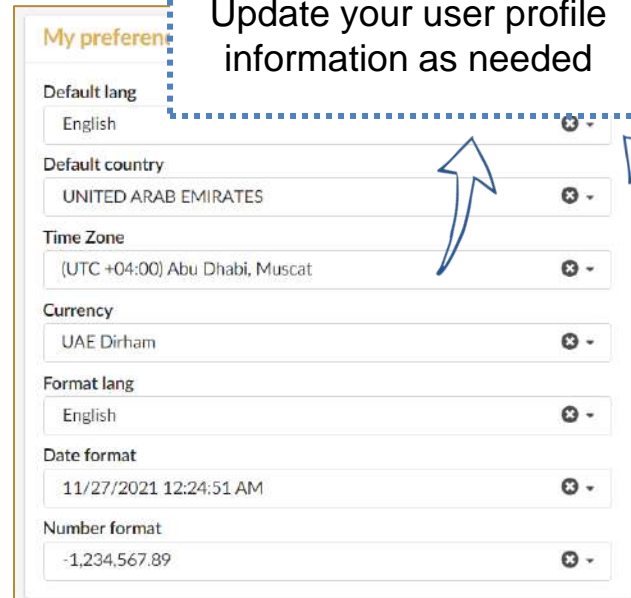 Update your user profile
information as needed
My preferen
Default lang
English
Default country
UNITED ARAB EMIRATES
Time Zone
(UTC +04:00) Abu Dhabi, Muscat
Currency
UAE Dirham
Format lang
English
Date format
11/27/2021 12:24:51 AM
Number format
-1,234,567.89